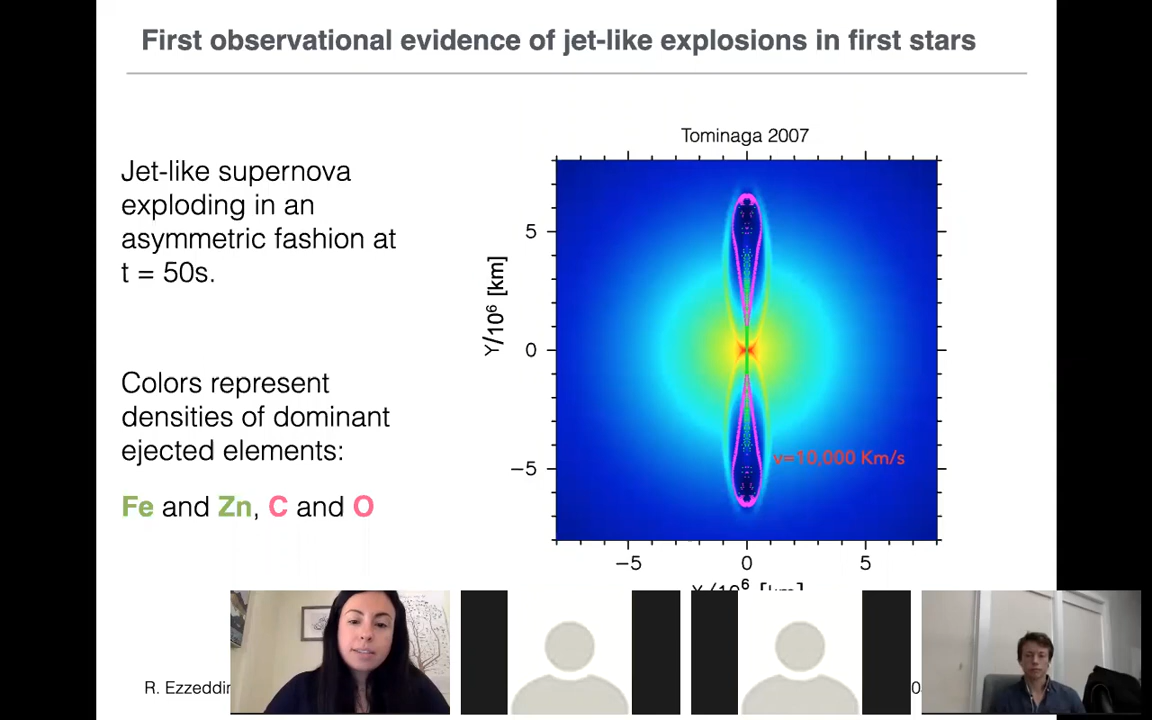 First observational evidence of jet-like explosions in first stars
Tominaga 2007
Jet-like supernova
exploding in an
asymmetric fashion at
t = 50s.
Colors represent
densities of dominant
ejected elements:
Fe and Zn, C and O
Y/10⁶ [km]
5
0
−5
v=10,000 Km/s
−5 0 5
R. Ezzeddin